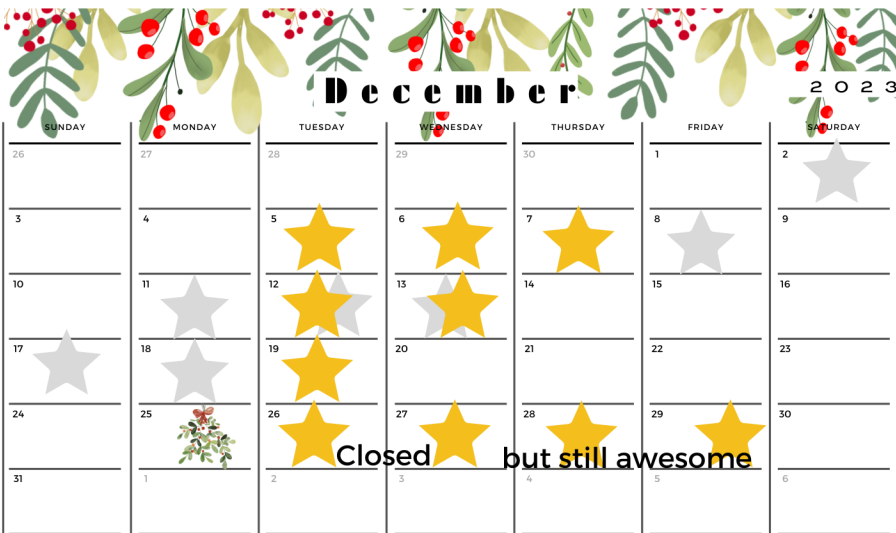 December
2023
SUNDAY MONDAY TUESDAY WEDNESDAY THURSDAY FRIDAY SATURDAY
26 27 28 29 30 1 2
3 4 5 6 7 8 9
10 11 12 13 14 15 16
17 18 19 20 21 22 23
24 25 26 27 28 29 30
Closed but still awesome
31 1 2 3 4 5 6